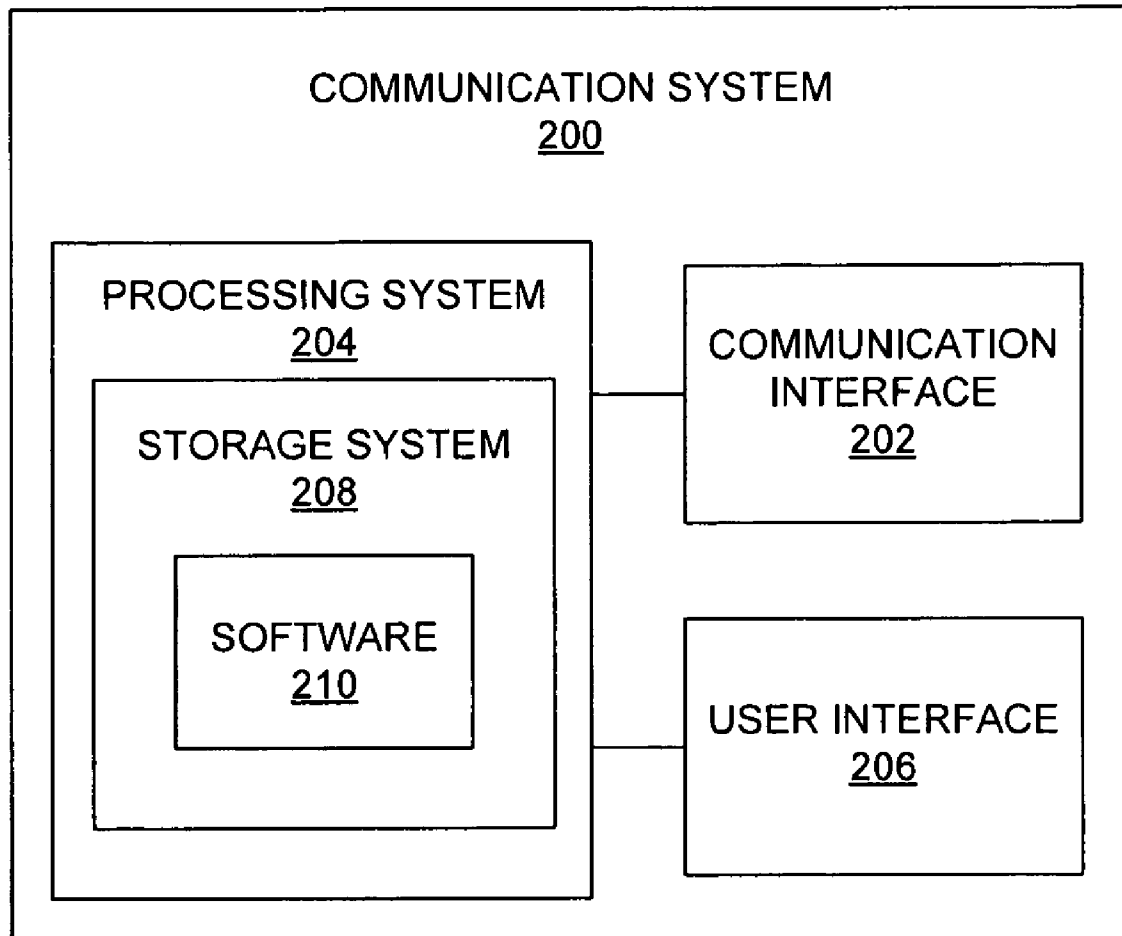 COMMUNICATION SYSTEM
200
PROCESSING SYSTEM
204
STORAGE SYSTEM
208
SOFTWARE
210
COMMUNICATION
INTERFACE
202
USER INTERFACE
206